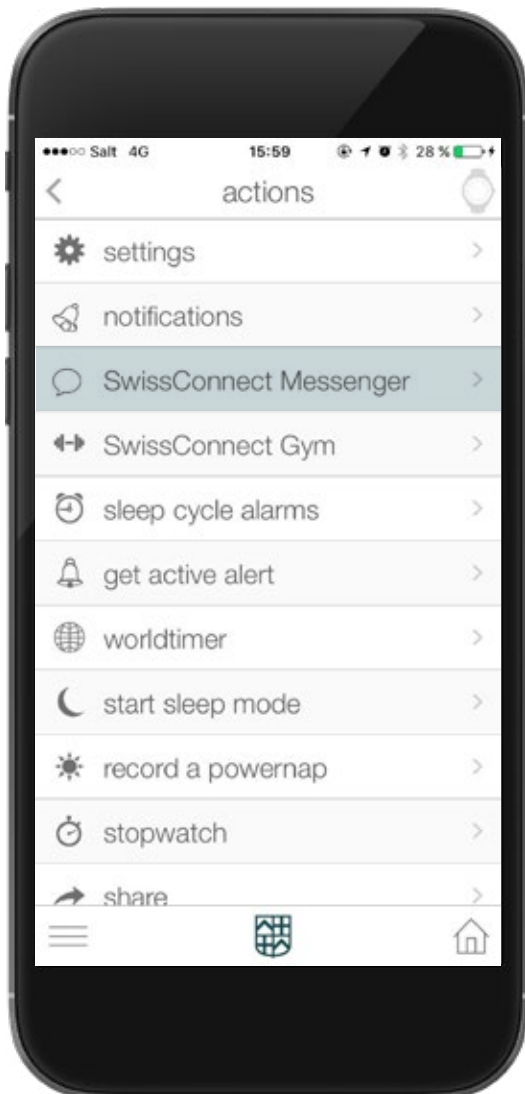 Salt 4G 15:59 28 %
actions
settings
notifications
SwissConnect Messenger
SwissConnect Gym
sleep cycle alarms
get active alert
worldtimer
start sleep mode
record a powernap
stopwatch
share